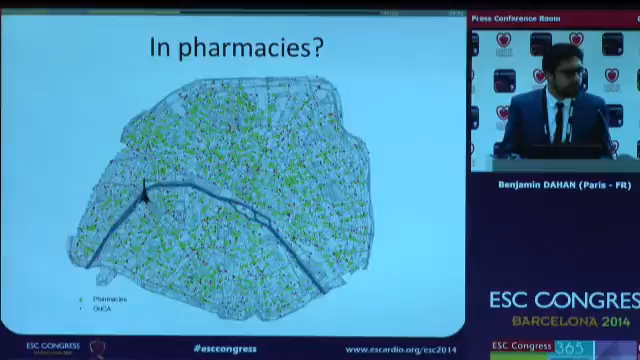 In pharmacies?
Pharmacies
OHCA
ESC CONGRESS
#esccongress
www.escardio.org/esc2014
Press Conference Room
Benjamin DAHAN (Paris - FR)
ESC CONGRES
BARCELONA 2014
ESC Congress
365